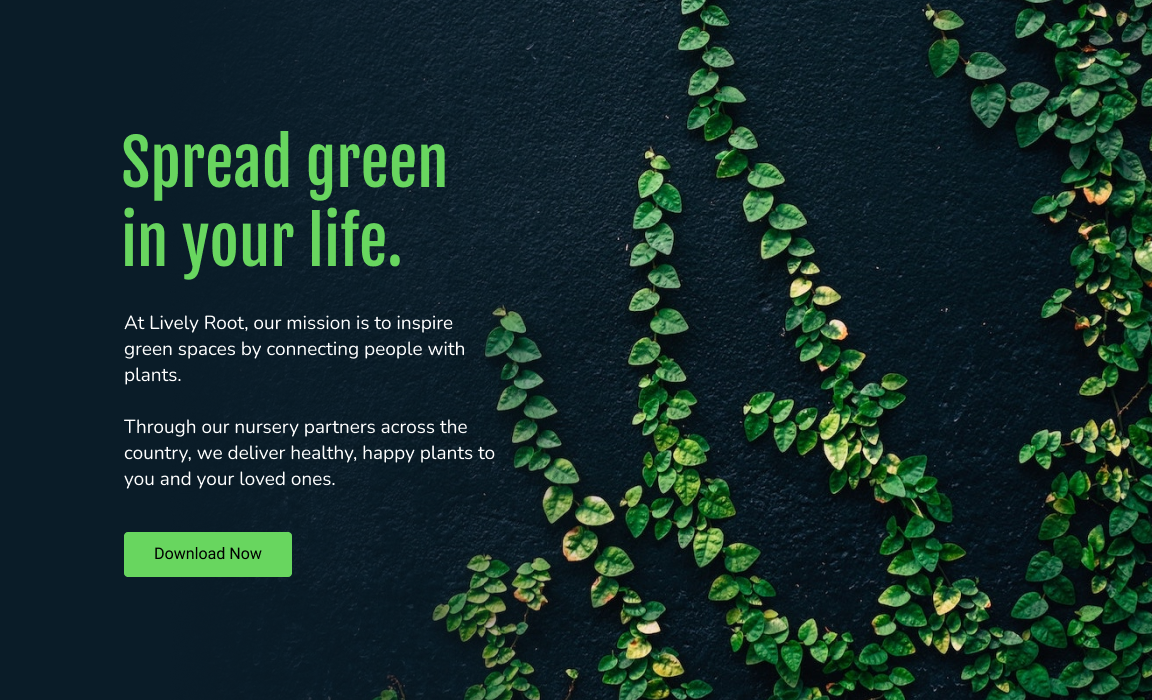 Spread green
in your life.
At Lively Root, our mission is to inspire
green spaces by connecting people with
plants.
Through our nursery partners across the
country, we deliver healthy, happy plants to
you and your loved ones.
Download Now